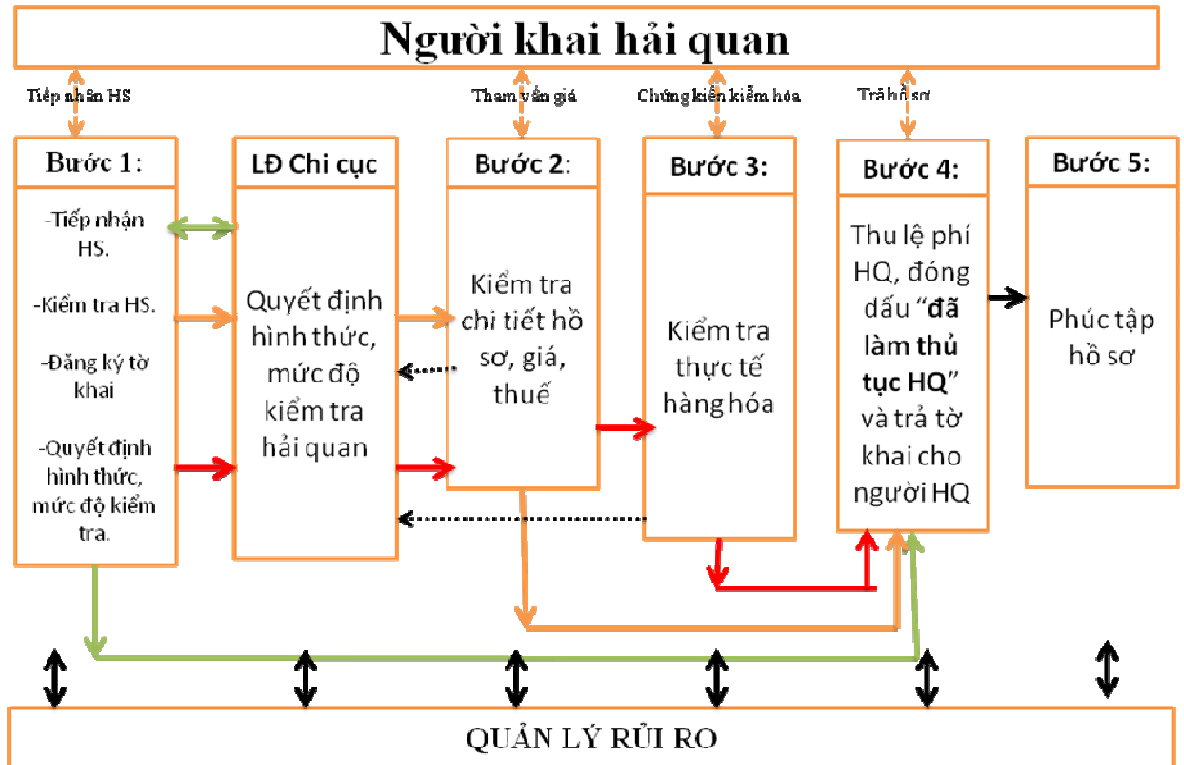 Người khai hải quan
Tiếp nhân HS
Tham vấn giá
Chứng kiến kiểm hóa
Trả hồ sơ
Bước 1:
-Tiếp nhận
HS.
-Kiểm tra HS.
-Đăng ký tờ
khai
-Quyết định
hình thức,
mức độ kiểm
tra.
LĐ Chi cục
Quyết định
hình thức,
mức độ
kiểm tra
hải quan
Bước 2:
Kiểm tra
chi tiết hồ
sơ, giá,
thuế
Bước 3:
Kiểm tra
thực tế
hàng hóa
Bước 4:
Thu lệ phí
HQ, đóng
dấu “đã
làm thủ
tục HQ”
và trả tờ
khai cho
người HQ
Bước 5:
Phúc tập
hồ sơ
QUẢN LÝ RỦI RO